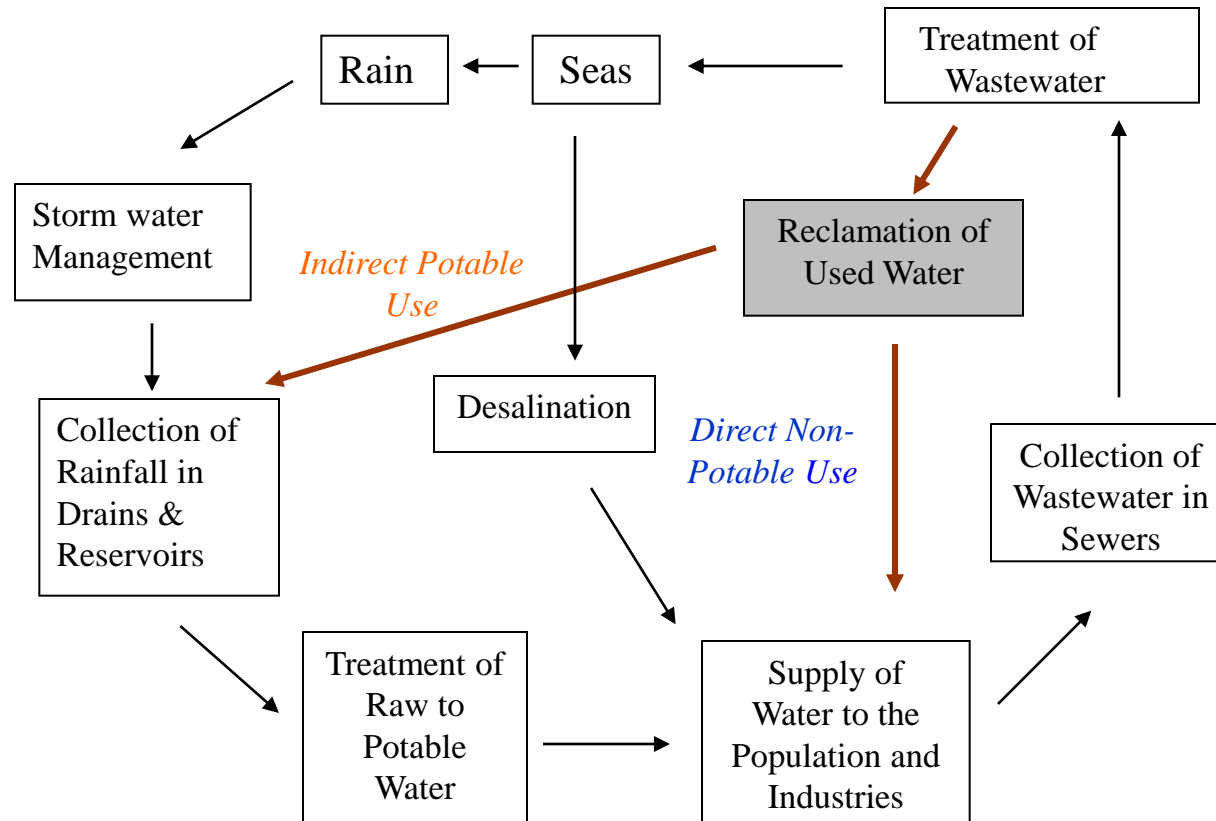 Rain
Seas
Treatment of
Wastewater
Storm water
Management
Indirect Potable
Use
Reclamation of
Used Water
Collection of
Rainfall in
Drains &
Reservoirs
Desalination
Direct Non-
Potable Use
Collection of
Wastewater in
Sewers
Treatment of
Raw to
Potable
Water
Supply of
Water to the
Population and
Industries